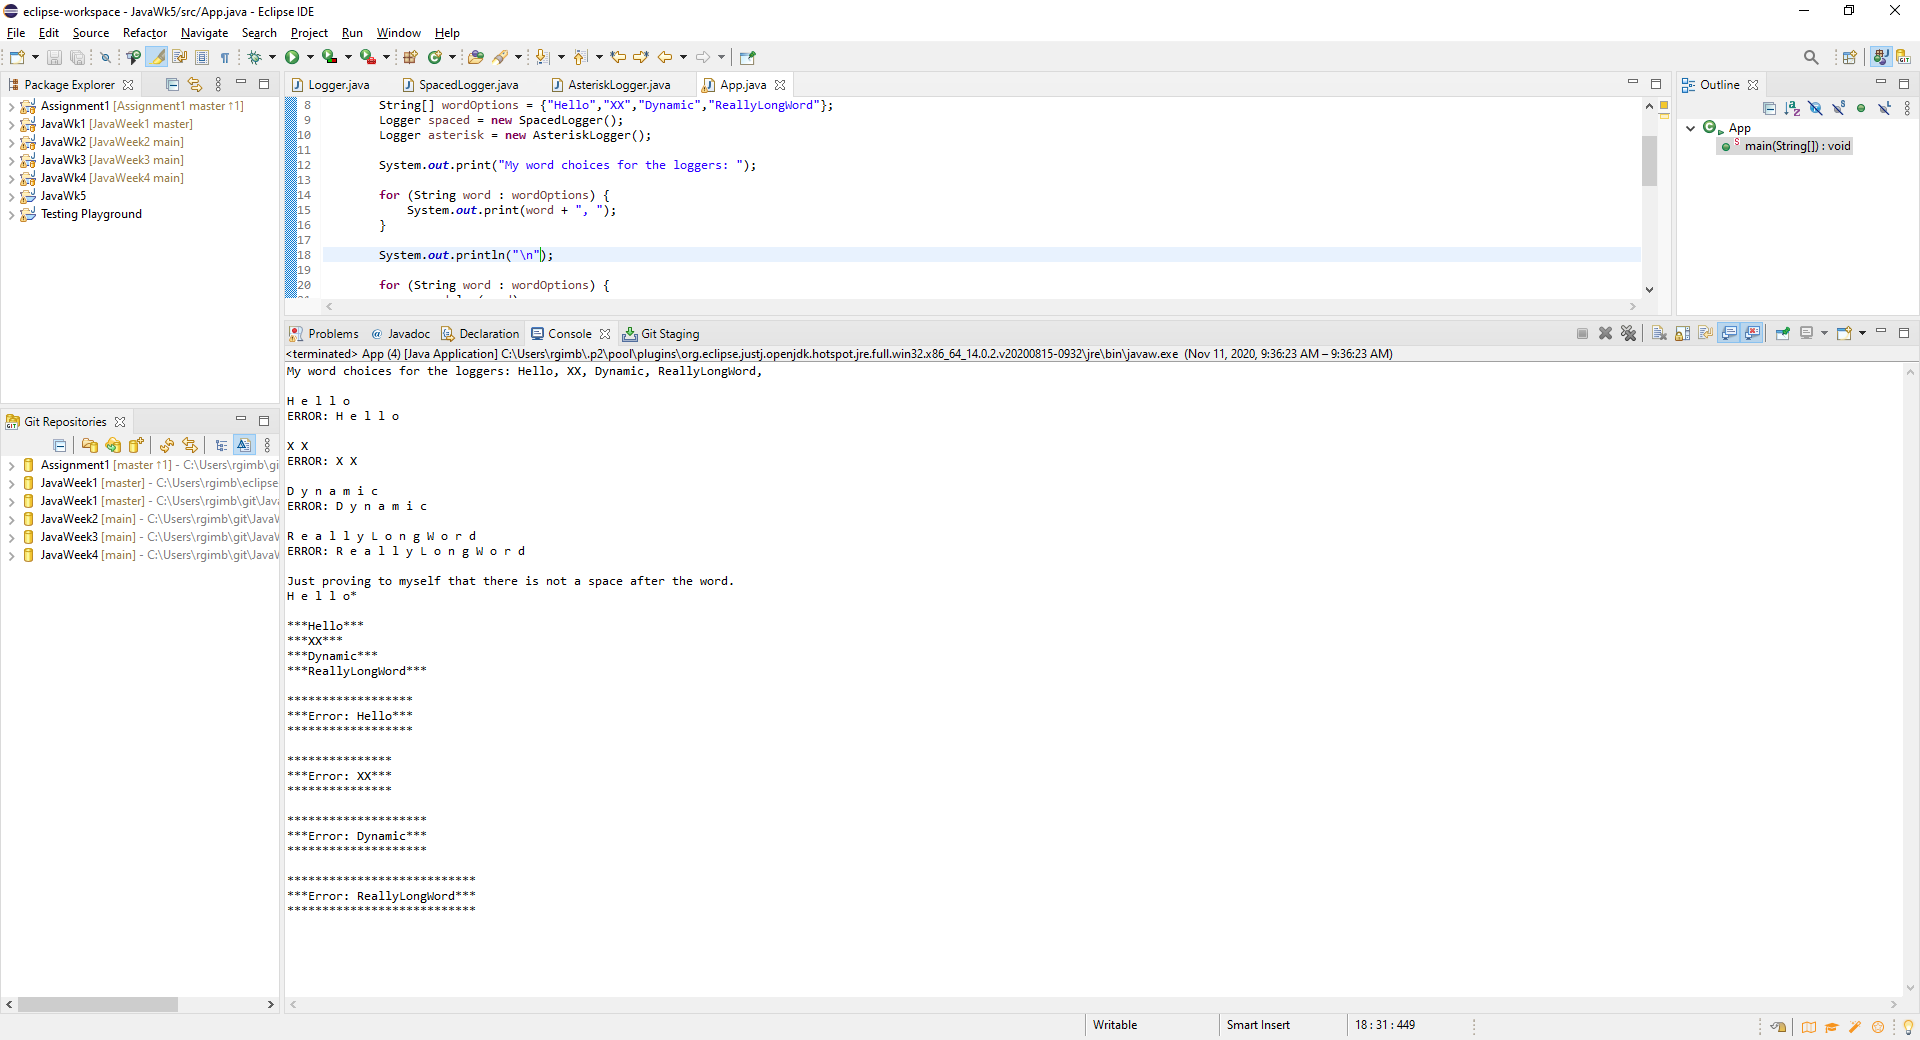 eclipse-workspace - JavaWk5/src/App.java - Eclipse IDE
File Edit Source Refactor Navigate Search Project Run Window Help
Package Explorer
Assignment1 [Assignment1 master ↑1]
JavaWk1 [JavaWeek1 master]
JavaWk2 [JavaWeek2 main]
JavaWk3 [JavaWeek3 main]
JavaWk4 [JavaWeek4 main]
JavaWk5
Testing Playground
Git Repositories
Assignment1 [master ↑1] - C:\Users\rgimb\gi
JavaWeek1 [master] - C:\Users\rgimb\eclipse
JavaWeek1 [master] - C:\Users\rgimb\git\Java
JavaWeek2 [main] - C:\Users\rgimb\git\JavaW
JavaWeek3 [main] - C:\Users\rgimb\git\JavaW
JavaWeek4 [main] - C:\Users\rgimb\git\JavaW
Logger.java SpacedLogger.java AsteriskLogger.java App.java
8 String[] wordOptions = {"Hello","XX","Dynamic","ReallyLongWord"};
9 Logger spaced = new SpacedLogger();
10 Logger asterisk = new AsteriskLogger();
11
12 System.out.print("My word choices for the loggers: ");
13
14 for (String word : wordOptions) {
15 System.out.print(word + ", ");
16 }
17
18 System.out.println("\n");
19
20 for (String word : wordOptions) {
Outline
App
main(String[]) : void
Problems @ Javadoc Declaration Console Git Staging
<terminated> App (4) [Java Application] C:\Users\rgimb\.p2\pool\plugins\org.eclipse.justj.openjdk.hotspot.jre.full.win32.x86_64_14.0.2.v20200815-0932\jre\bin\javaw.exe (Nov 11, 2020, 9:36:23 AM – 9:36:23 AM)
My word choices for the loggers: Hello, XX, Dynamic, ReallyLongWord,
H e l l o
ERROR: H e l l o
X X
ERROR: X X
D y n a m i c
ERROR: D y n a m i c
R e a l l y L o n g W o r d
ERROR: R e a l l y L o n g W o r d
Just proving to myself that there is not a space after the word.
H e l l o*
***Hello***
***XX***
***Dynamic***
***ReallyLongWord***
******************
***Error: Hello***
******************
***************
***Error: XX***
***************
********************
***Error: Dynamic***
********************
***************************
***Error: ReallyLongWord***
***************************
Writable Smart Insert 18 : 31 : 449